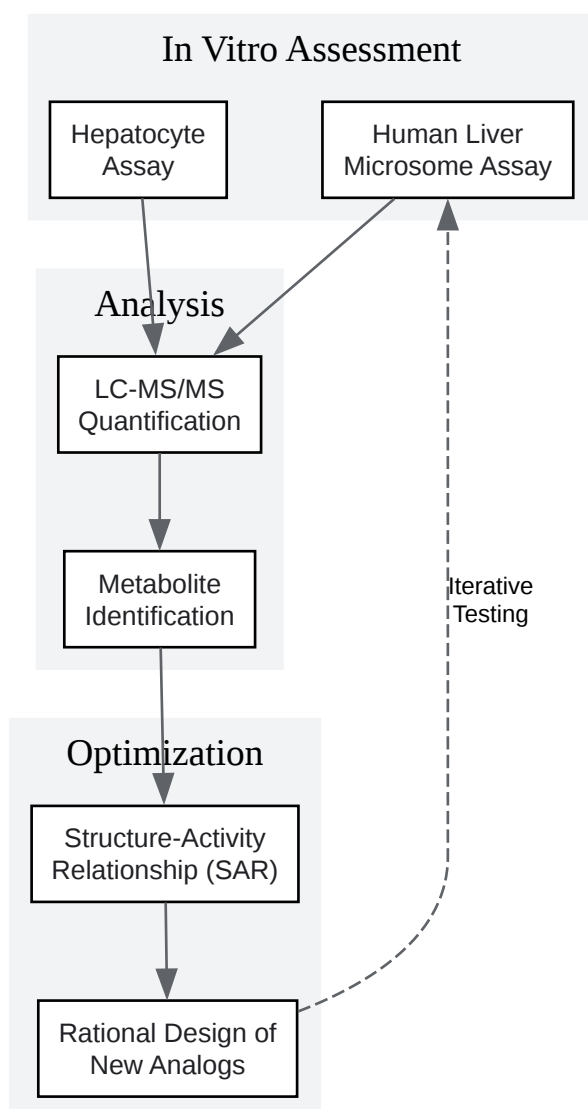 In Vitro Assessment
Hepatocyte
Assay
Human Liver
Microsome Assay
Analysis
LC-MS/MS
Quantification
Metabolite
Identification
Iterative
Testing
Optimization
Structure-Activity
Relationship (SAR)
Rational Design of
New Analogs